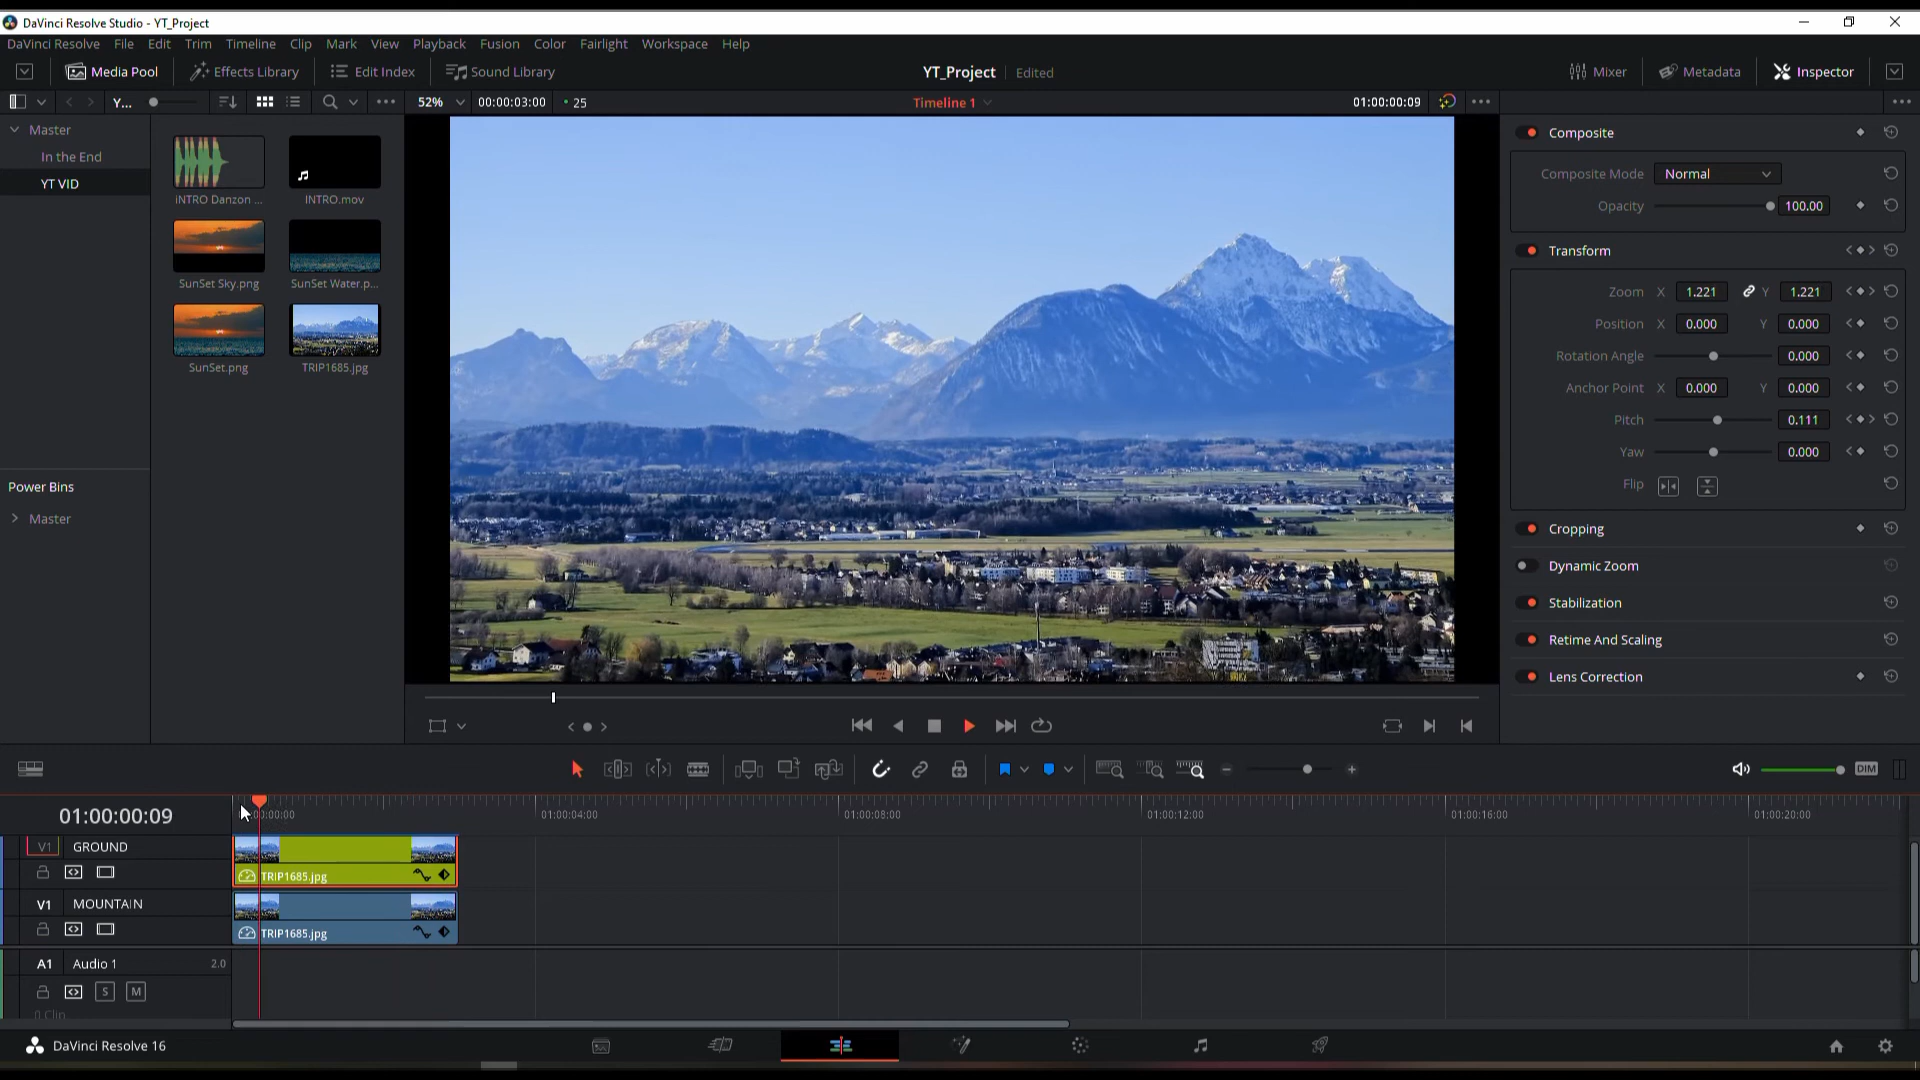 DaVinci Resolve Studio - YT_Project
DaVinci Resolve File Edit Trim Timeline Clip Mark View Playback Fusion Color Fairlight Workspace Help
Media Pool Effects Library Edit Index Sound Library YT_Project Edited Mixer Metadata Inspector
Y... 52% 00:00:03:00 25 Timeline 1 01:00:00:09
Master
In the End
YT VID
Power Bins
Master
INTRO Danzon ...
INTRO.mov
SunSet Sky.png
SunSet Water.p...
SunSet.png
TRIP1685.jpg
Composite
Composite Mode Normal
Opacity 100.00
Transform
Zoom X 1.221 Y 1.221
Position X 0.000 Y 0.000
Rotation Angle 0.000
Anchor Point X 0.000 Y 0.000
Pitch 0.111
Yaw 0.000
Flip
Cropping
Dynamic Zoom
Stabilization
Retime And Scaling
Lens Correction
DIM
01:00:00:09 01:00:04:00 01:00:08:00 01:00:12:00 01:00:16:00 01:00:20:00
V1 GROUND
TRIP1685.jpg
V1 MOUNTAIN
TRIP1685.jpg
A1 Audio 1 2.0
S M
0 Clip
DaVinci Resolve 16